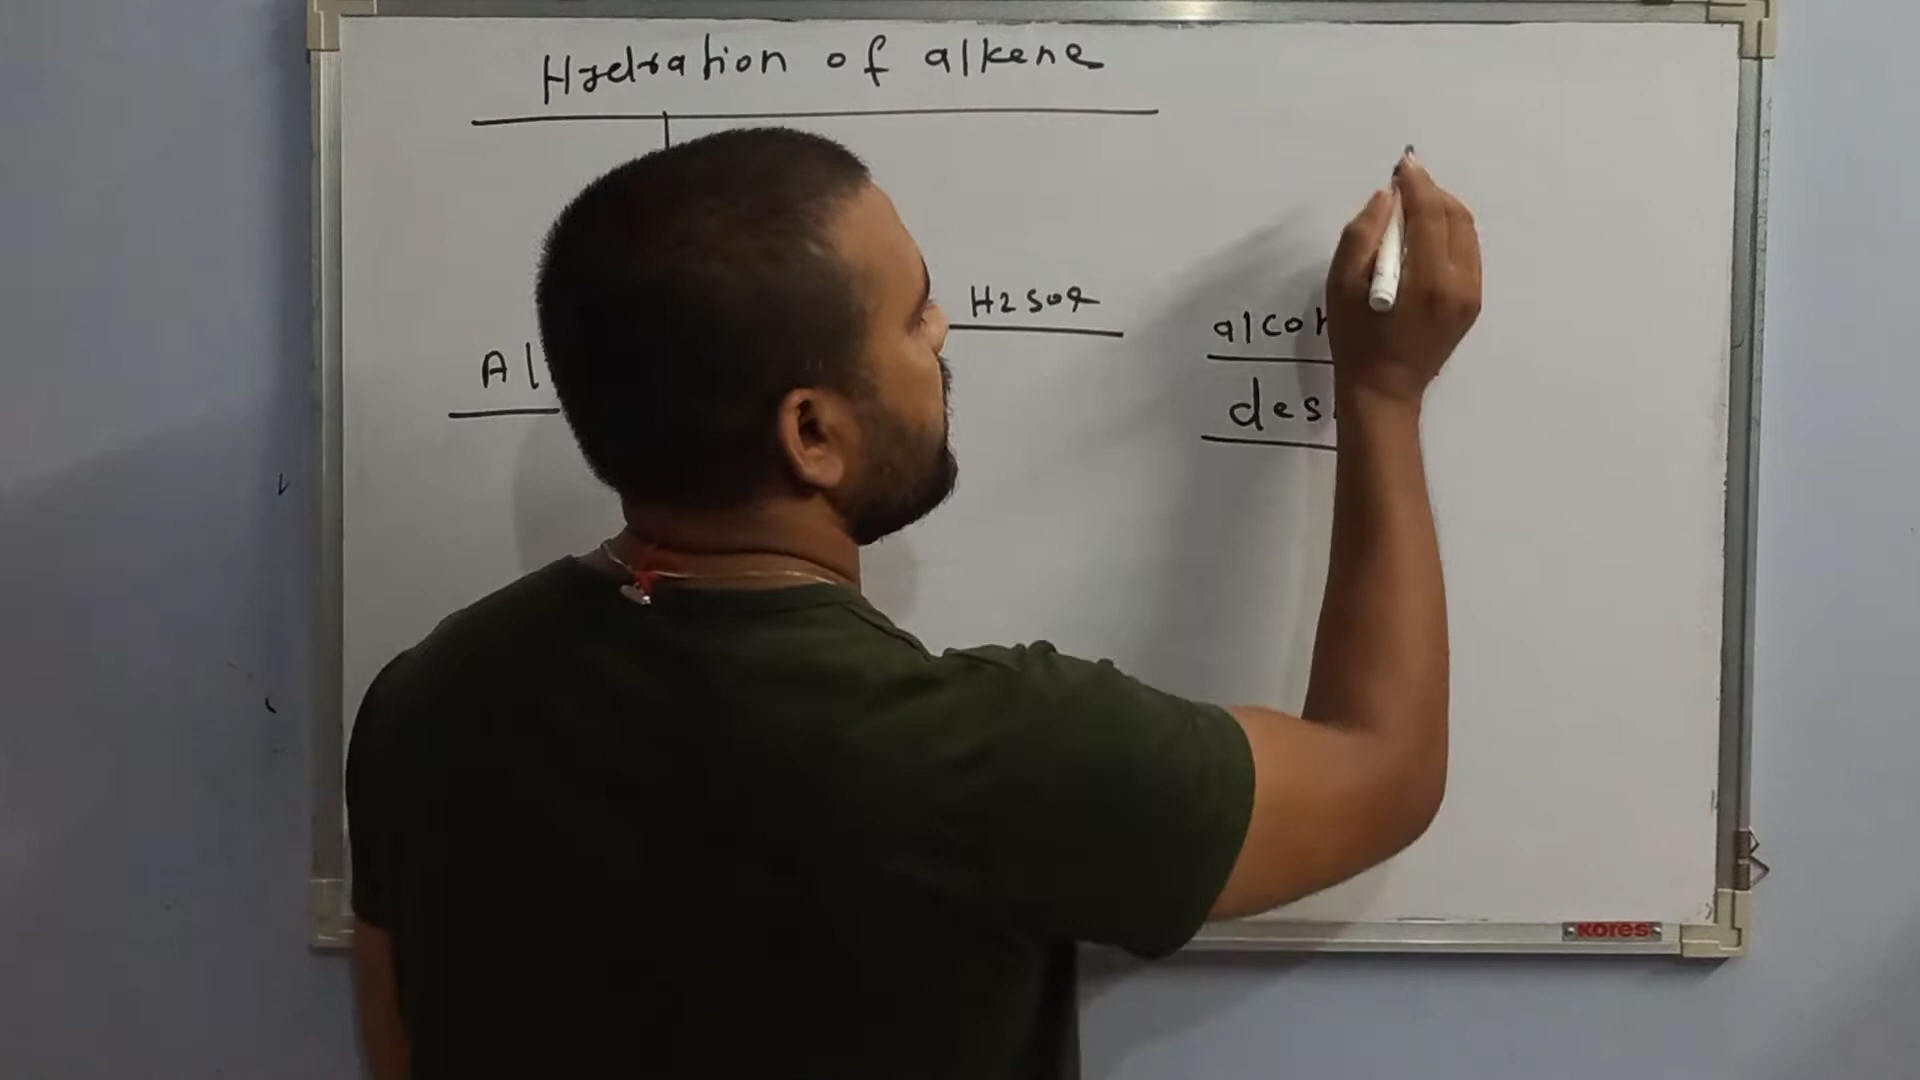 Hydration of alkene
H2SO4
Al
alcoh
des
KORES